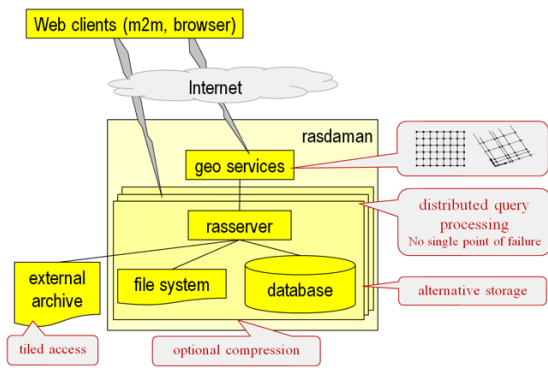 Web clients (m2m, browser)
Internet
rasdaman
geo services
distributed query
processing
No single point of failure
rasserver
external
archive
file system
database
alternative storage
tiled access
optional compression